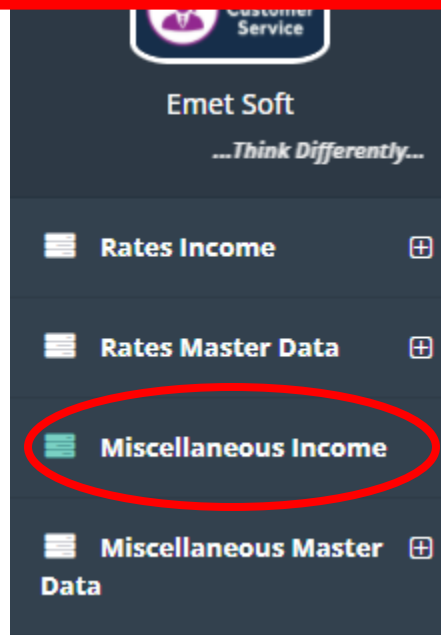 Customer
Service
Emet Soft
...Think Differently...
Rates Income
Rates Master Data
Miscellaneous Income
Miscellaneous Master
Data